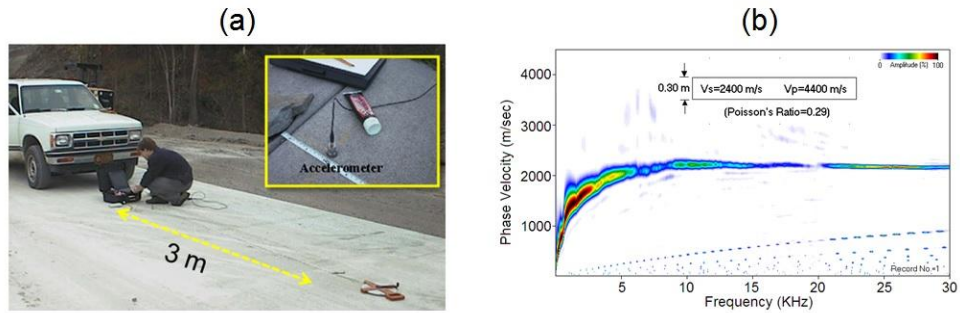 (a)
Accelerometer
3 m
(b)
Phase Velocity (m/sec)
4000
3000
2000
1000
0.30 m
Vs=2400 m/s Vp=4400 m/s
(Poisson's Ratio=0.29)
0 Amplitude (%) 100
Record No.=1
5 10 15 20 25 30
Frequency (KHz)